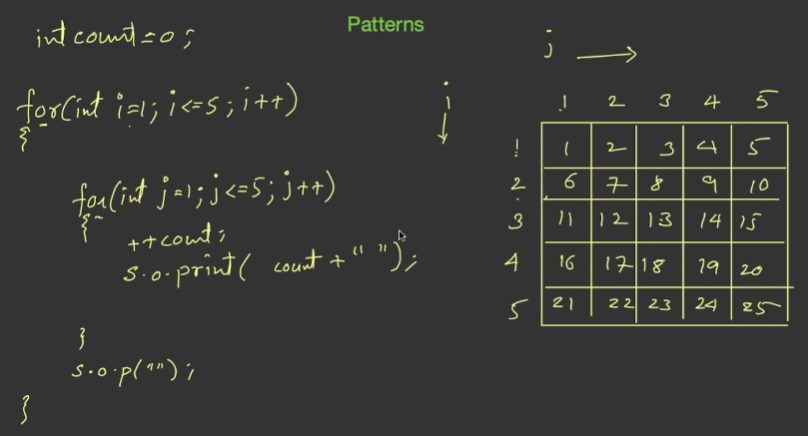 Patterns
int count=0;
for(int i=1; i<=5; i++)
{
for(int j=1; j<=5; j++)
{
++count;
s.o.print( count + " ");
}
s.o.p("");
}
j →
i ↓
1 2 3 4 5
1 1 2 3 4 5
2 6 7 8 9 10
3 11 12 13 14 15
4 16 17 18 19 20
5 21 22 23 24 25